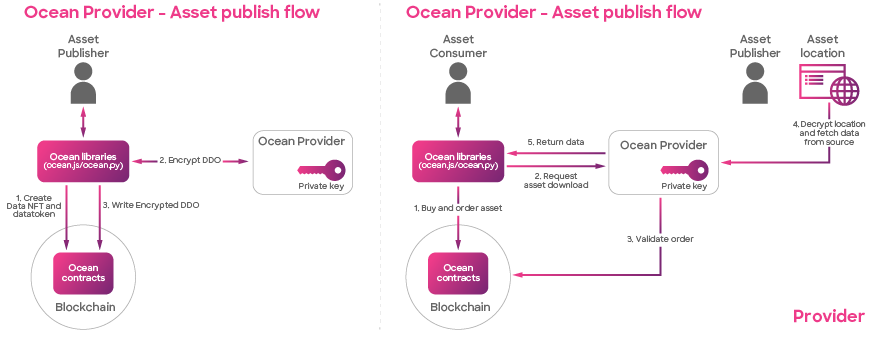 Ocean Provider - Asset publish flow
Asset
Publisher
Ocean libraries
(ocean.js/ocean.py)
2. Encrypt DDO
Ocean Provider
Private key
1. Create
Data NFT and
datatoken
3. Write Encrypted DDO
Ocean
contracts
Blockchain
Ocean Provider - Asset publish flow
Asset
Consumer
Asset
Publisher
Asset
location
4. Decrypt location
and fetch data
from source
Ocean libraries
(ocean.js/ocean.py)
5. Return data
2. Request
asset download
Ocean Provider
Private key
1. Buy and order asset
3. Validate order
Ocean
contracts
Blockchain
Provider